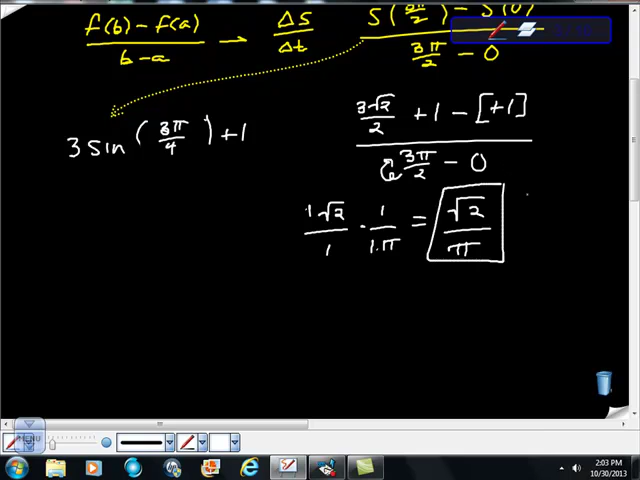 f(b) - f(a) / b - a → ΔS / Δt
S(3π/2) - S(0) / 3π/2 - 0
3 sin (3π/4) + 1
3√2/2 + 1 - [+1] / 3π/2 - 0
1√2/1 · 1/1·π = √2/π
MENU
2:03 PM
10/30/2013